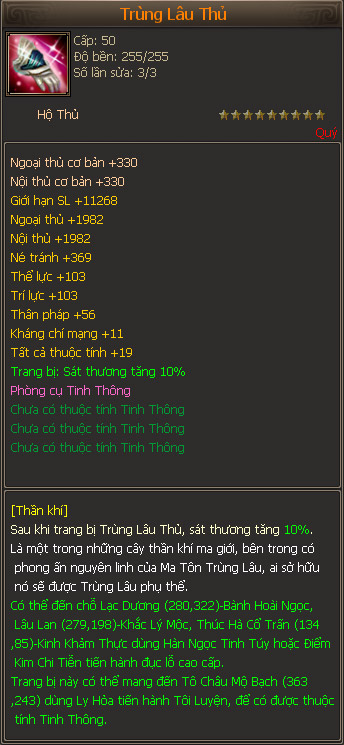 Trùng Lâu Thủ
Cấp: 50
Độ bền: 255/255
Số lần sửa: 3/3
Hộ Thủ
Quý
Ngoại thủ cơ bản +330
Nội thủ cơ bản +330
Giới hạn SL +11268
Ngoại thủ +1982
Nội thủ +1982
Né tránh +369
Thể lực +103
Trí lực +103
Thân pháp +56
Kháng chí mạng +11
Tất cả thuộc tính +19
Trang bị: Sát thương tăng 10%
Phòng cụ Tinh Thông
Chưa có thuộc tính Tinh Thông
Chưa có thuộc tính Tinh Thông
Chưa có thuộc tính Tinh Thông
[Thần khí]
Sau khi trang bị Trùng Lâu Thủ, sát thương tăng 10%.
Là một trong những cây thần khí ma giới, bên trong có
phong ấn nguyên linh của Ma Tôn Trùng Lâu, ai sở hữu
nó sẽ được Trùng Lâu phụ thể.
Có thể đến chỗ Lạc Dương (280,322)-Bành Hoài Ngọc,
Lâu Lan (279,198)-Khắc Lý Mộc, Thúc Hà Cổ Trấn (134
,85)-Kinh Khảm Thực dùng Hàn Ngọc Tinh Túy hoặc Điểm
Kim Chi Tiễn tiến hành đục lỗ cao cấp.
Trang bị này có thể mang đến Tô Châu Mộ Bạch (363
,243) dùng Ly Hỏa tiến hành Tôi Luyện, để có được thuộc
tính Tinh Thông.